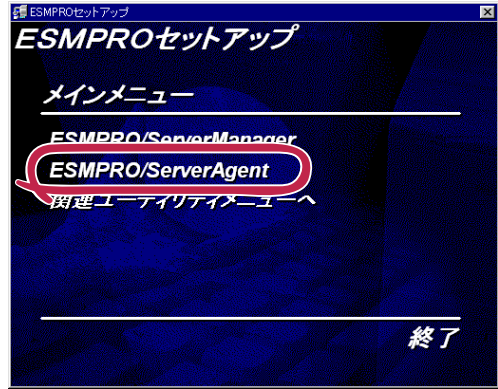 ESMPROセットアップ
ESMPROセットアップ
メインメニュー
ESMPRO/ServerManager
ESMPRO/ServerAgent
関連ユーティリティメニューへ
終了